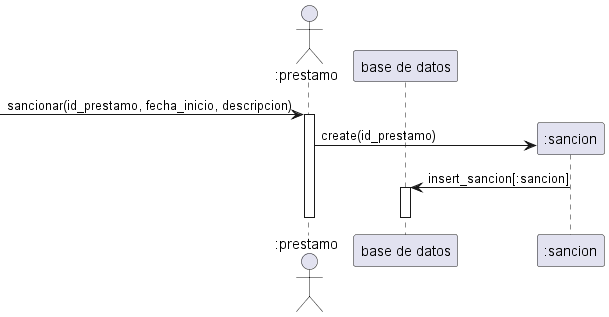 :prestamo
base de datos
sancionar(id_prestamo, fecha_inicio, descripcion)
create(id_prestamo)
:sancion
insert_sancion[:sancion]
:prestamo
base de datos
:sancion